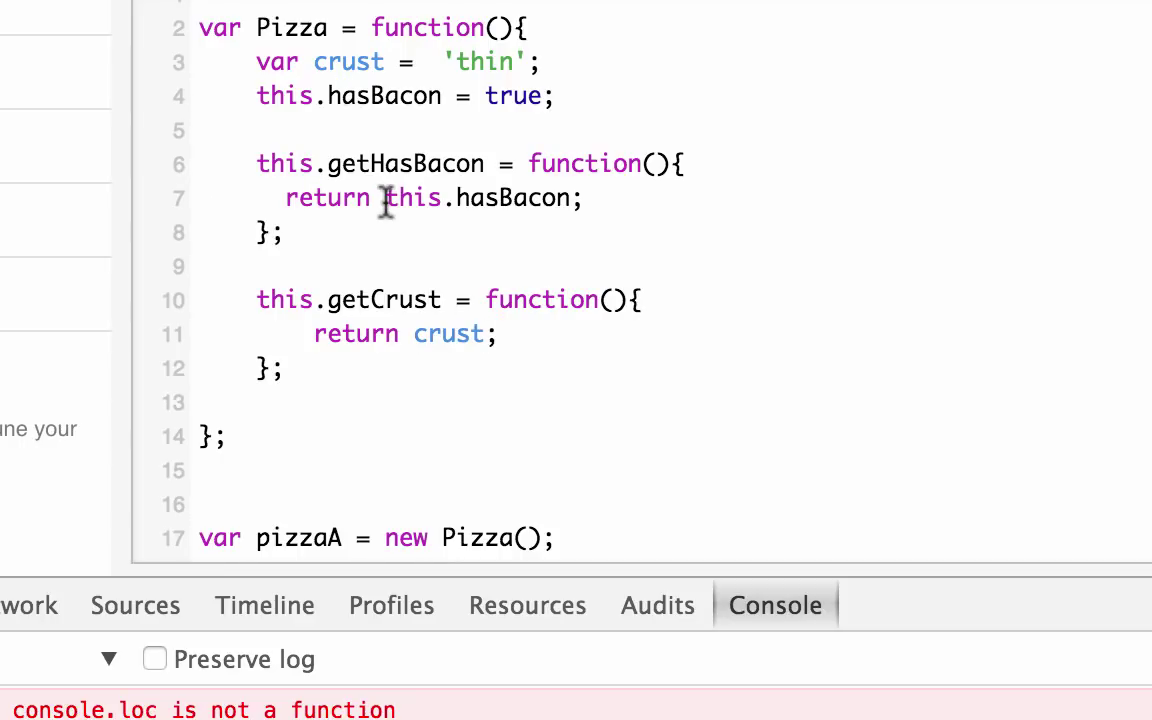 2 var Pizza = function(){
3 var crust = 'thin';
4 this.hasBacon = true;
5
6 this.getHasBacon = function(){
7 return this.hasBacon;
8 };
9
10 this.getCrust = function(){
11 return crust;
12 };
13
14 };
15
16
une your
17 var pizzaA = new Pizza();
work Sources Timeline Profiles Resources Audits Console
▼ Preserve log
console.loc is not a function